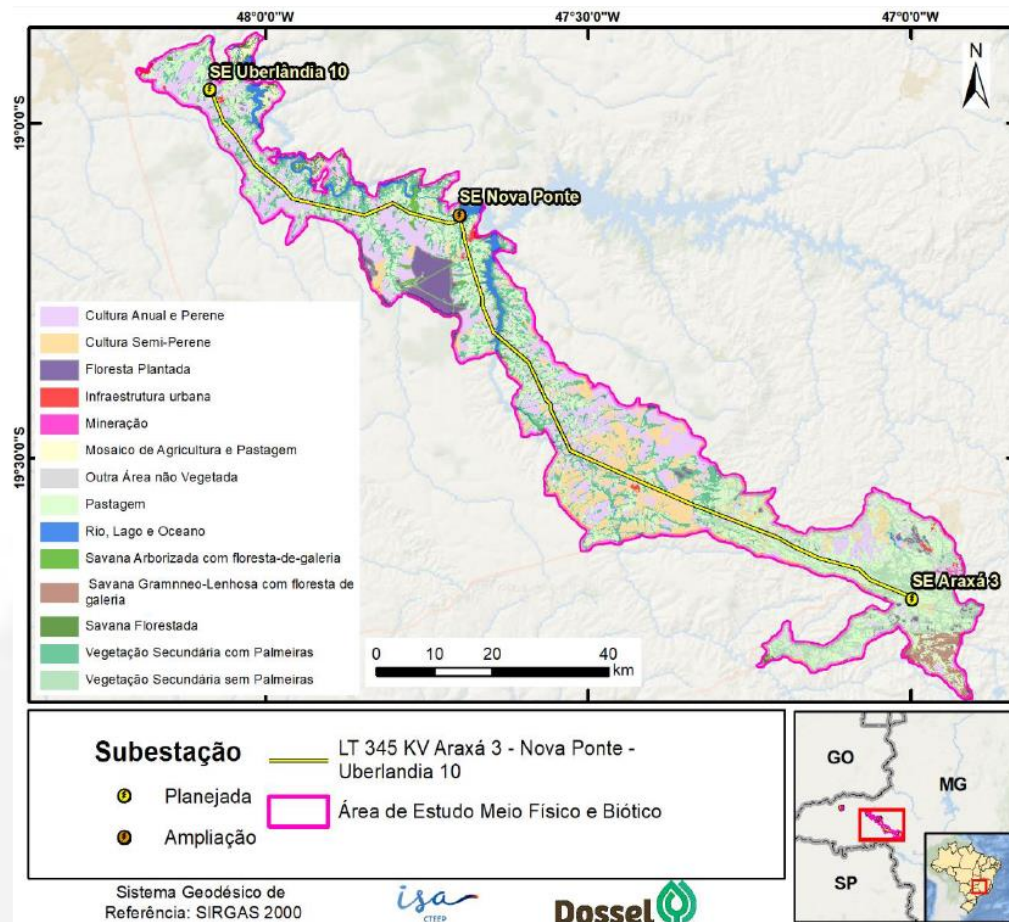 48°0'0"W
47°30'0"W
47°0'0"W
19°0'0"S
19°30'0"S
N
SE Uberlândia 10
SE Nova Ponte
SE Araxá 3
Cultura Anual e Perene
Cultura Semi-Perene
Floresta Plantada
Infraestrutura urbana
Mineração
Mosaico de Agricultura e Pastagem
Outra Área não Vegetada
Pastagem
Rio, Lago e Oceano
Savana Arborizada com floresta-de-galeria
Savana Gramnneo-Lenhosa com floresta de
galeria
Savana Florestada
Vegetação Secundária com Palmeiras
Vegetação Secundária sem Palmeiras
0 10 20 40
km
Subestação
Planejada
Ampliação
LT 345 KV Araxá 3 - Nova Ponte -
Uberlandia 10
Área de Estudo Meio Físico e Biótico
GO
MG
SP
Sistema Geodésico de
Referência: SIRGAS 2000
isa
CTEEP
Dossel